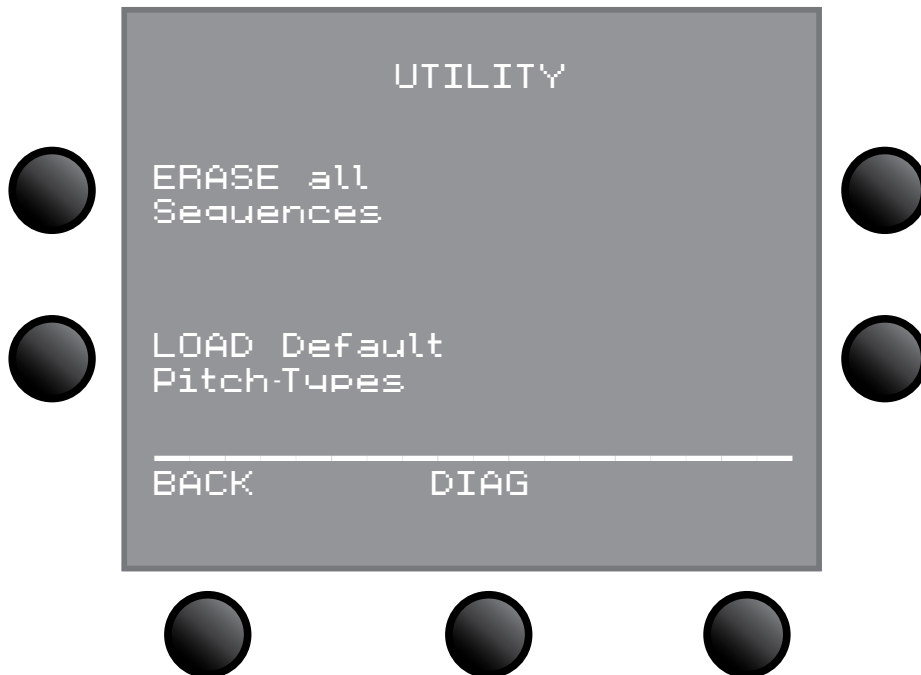 UTILITY
ERASE all
Sequences
LOAD Default
Pitch-Types
BACK DIAG